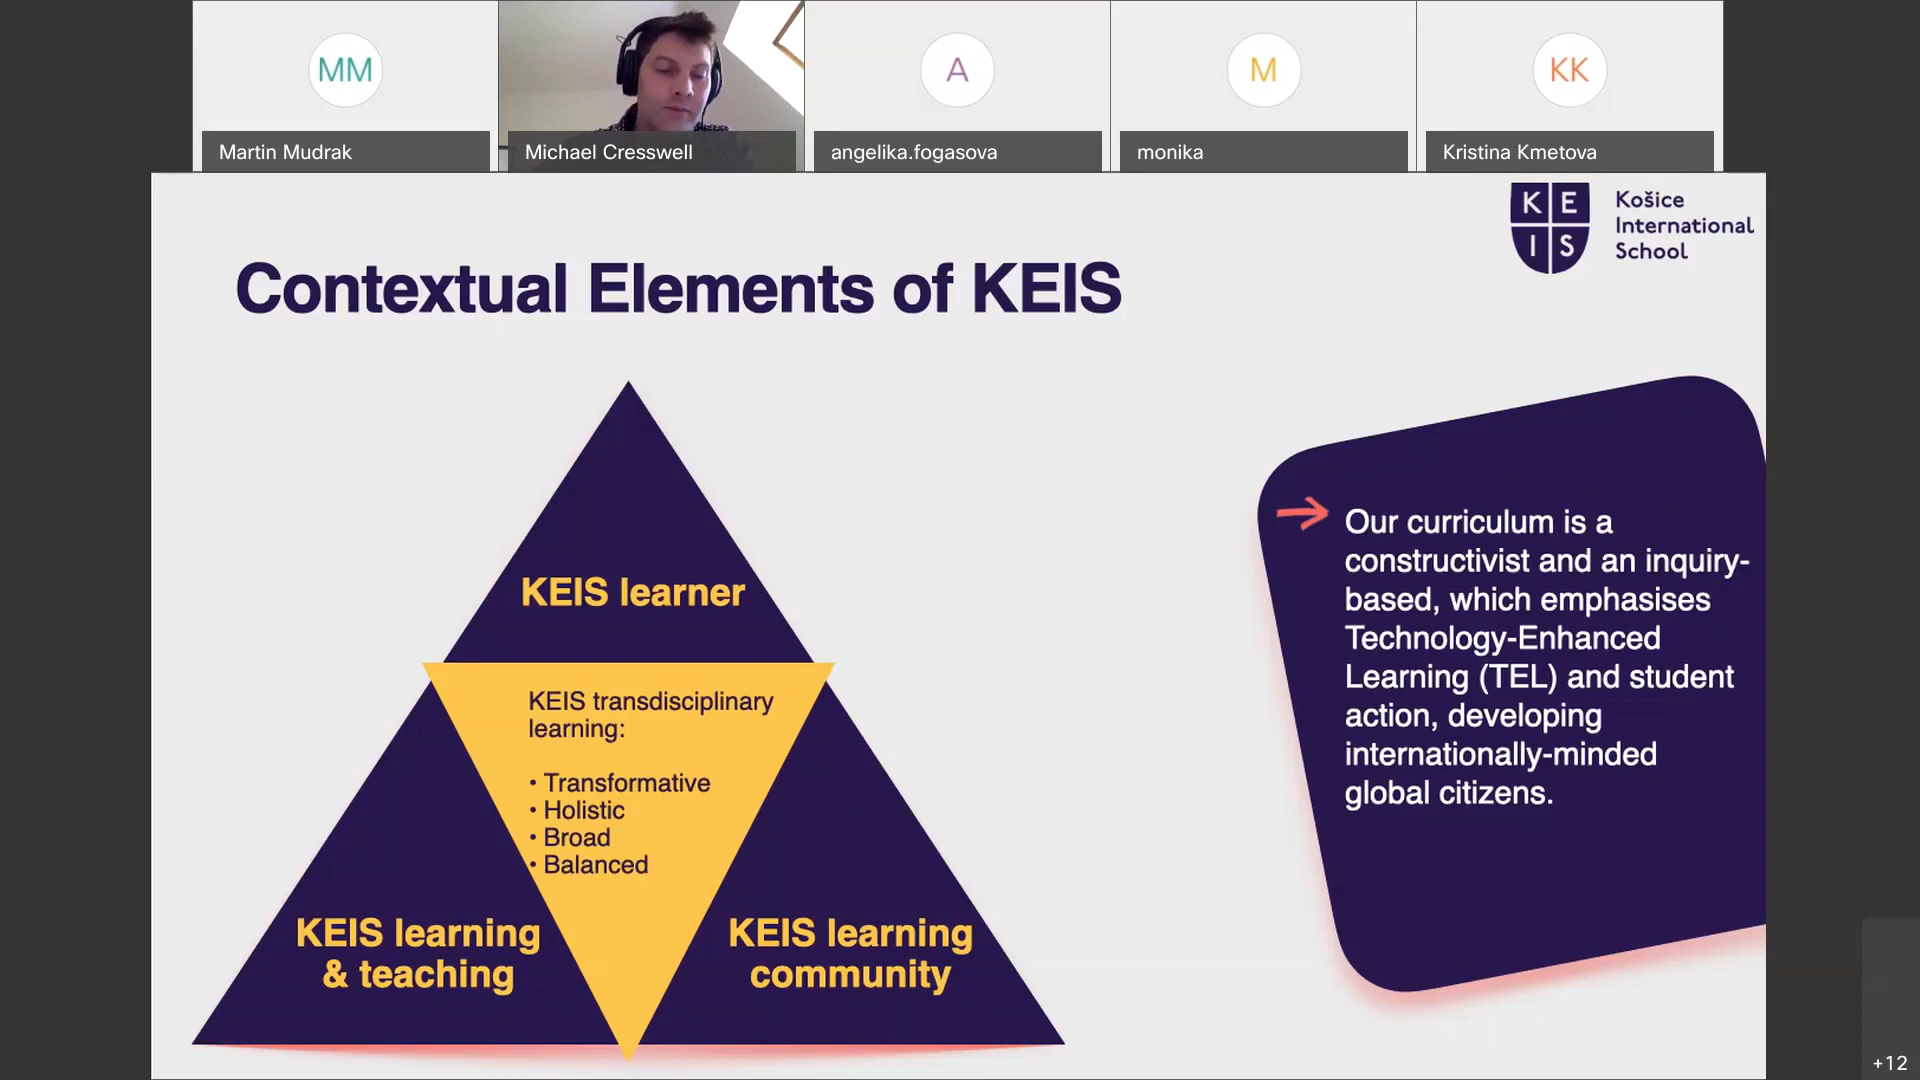 MM
A
M
KK
Martin Mudrak
Michael Cresswell
angelika.fogasova
monika
Kristina Kmetova
K E
I S
Košice
International
School
Contextual Elements of KEIS
KEIS learner
KEIS transdisciplinary
learning:
• Transformative
• Holistic
• Broad
• Balanced
KEIS learning
& teaching
KEIS learning
community
Our curriculum is a
constructivist and an inquiry-
based, which emphasises
Technology-Enhanced
Learning (TEL) and student
action, developing
internationally-minded
global citizens.
+12